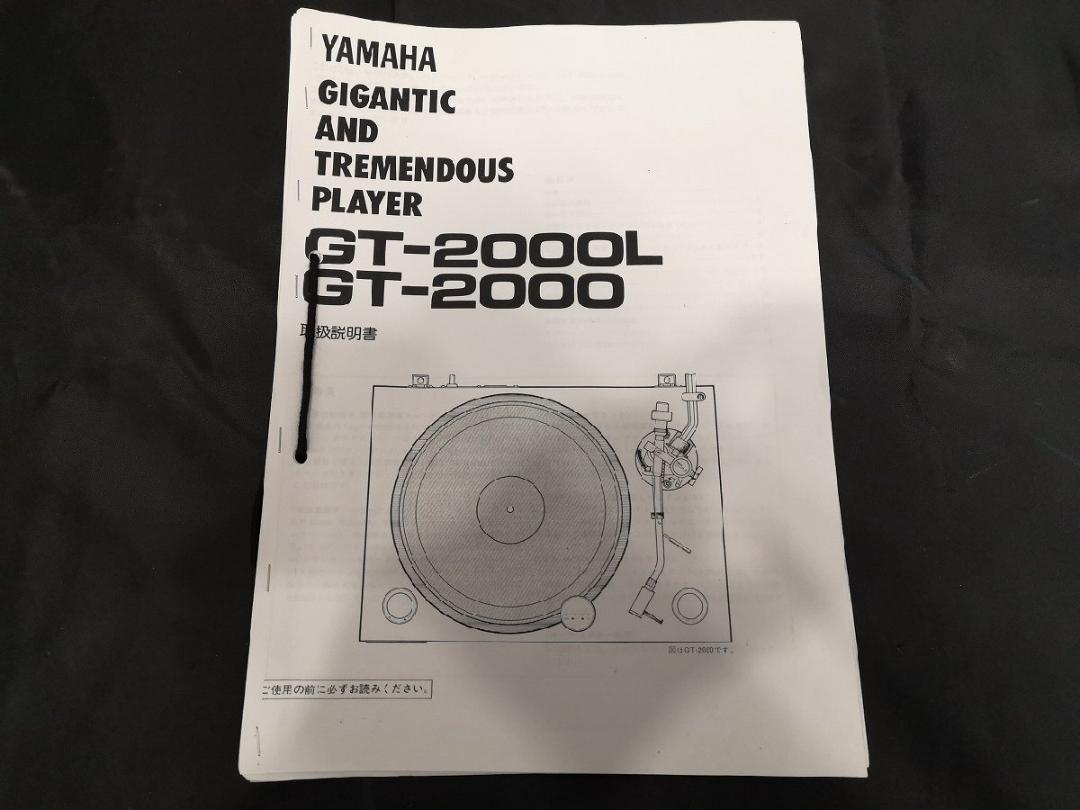 YAMAHA
GIGANTIC
AND
TREMENDOUS
PLAYER
GT-2000L
GT-2000
取扱説明書
図はGT-2000です。
ご使用の前に必ずお読みください。